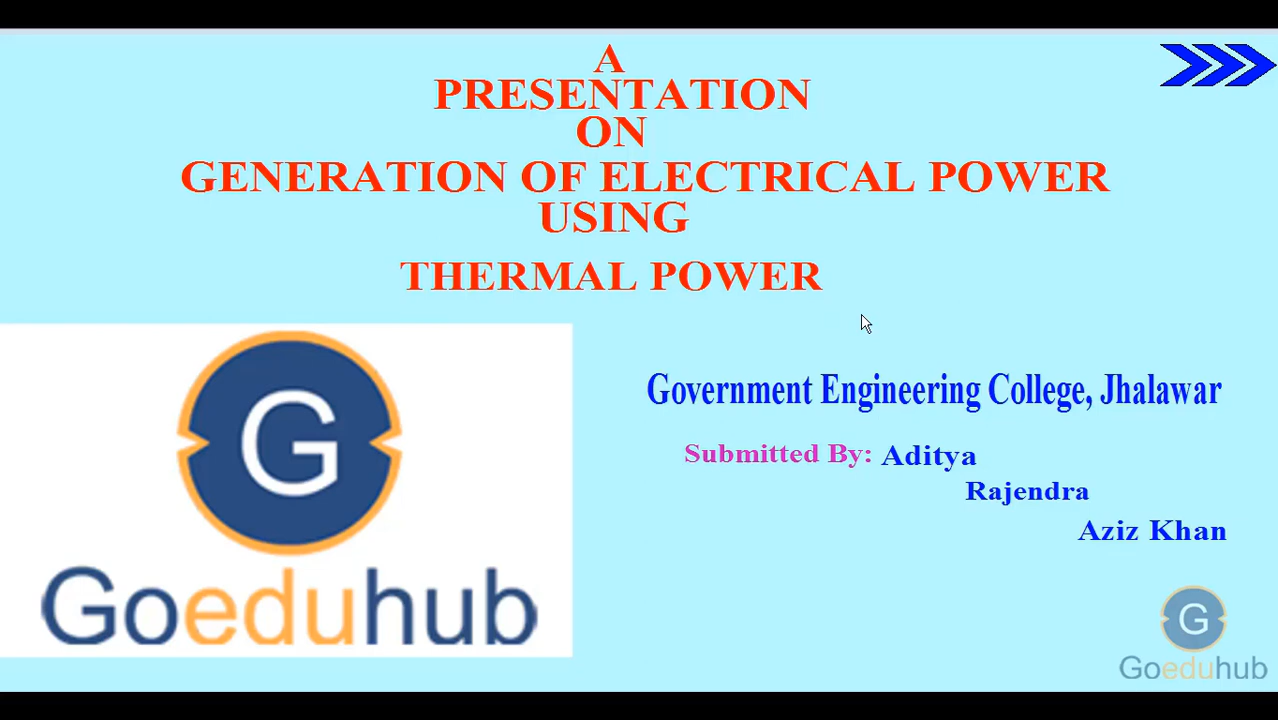 A
PRESENTATION
ON
GENERATION OF ELECTRICAL POWER
USING
THERMAL POWER
G
Goeduhub
Government Engineering College, Jhalawar
Submitted By: Aditya
Rajendra
Aziz Khan
G
Goeduhub